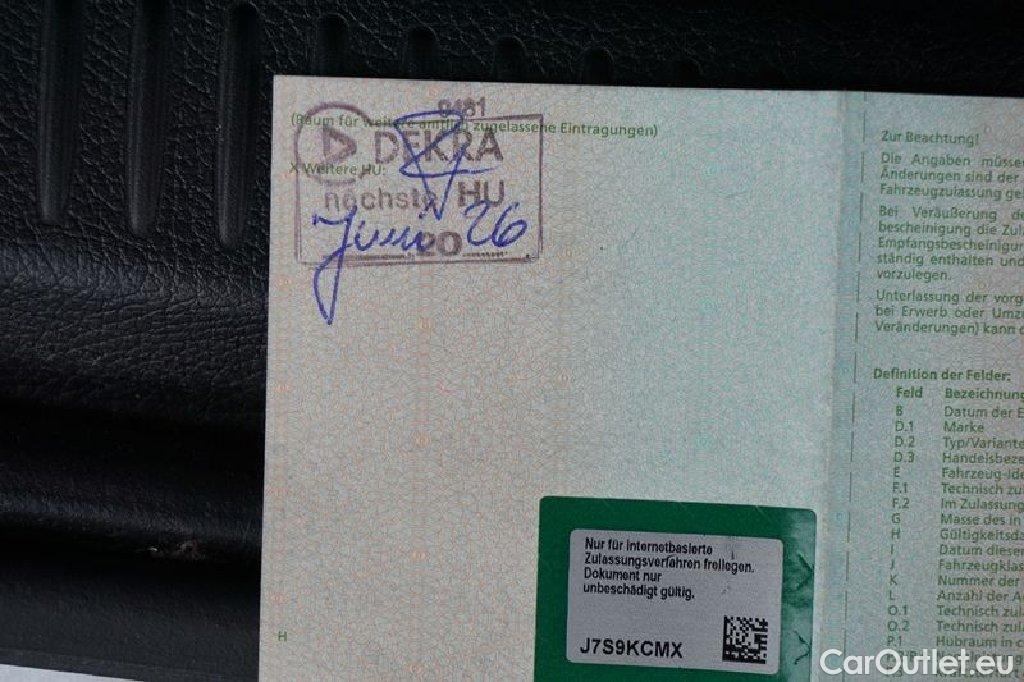 0481
(Raum für weitere amtlich zugelassene Eintragungen)
DEKRA
X Weitere HU:
nächste HU
Juni 20 26
H
Zur Beachtung!
Die Angaben müssen
Änderungen sind der
Fahrzeugzulassung
Bei Veräußerung
bescheinigung die
Empfangsbescheinigung
ständig enthalten und
vorzulegen.
Unterlassung der
bei Erwerb oder
Veränderungen) kann
Definition der Felder:
Feld Bezeichnung
B Datum der
D.1 Marke
D.2 Typ/Variante
D.3
E
F.1 Technisch
F.2 Im
G Masse des in
H
I Datum dieser
J
K Nummer der
L Anzahl der
O.1 Technisch
O.2 Technisch
P.1 Hubraum in
Nur für internetbasierte
Zulassungsverfahren freilegen.
Dokument nur
unbeschädigt gültig.
J7S9KCMX
CarOutlet.eu